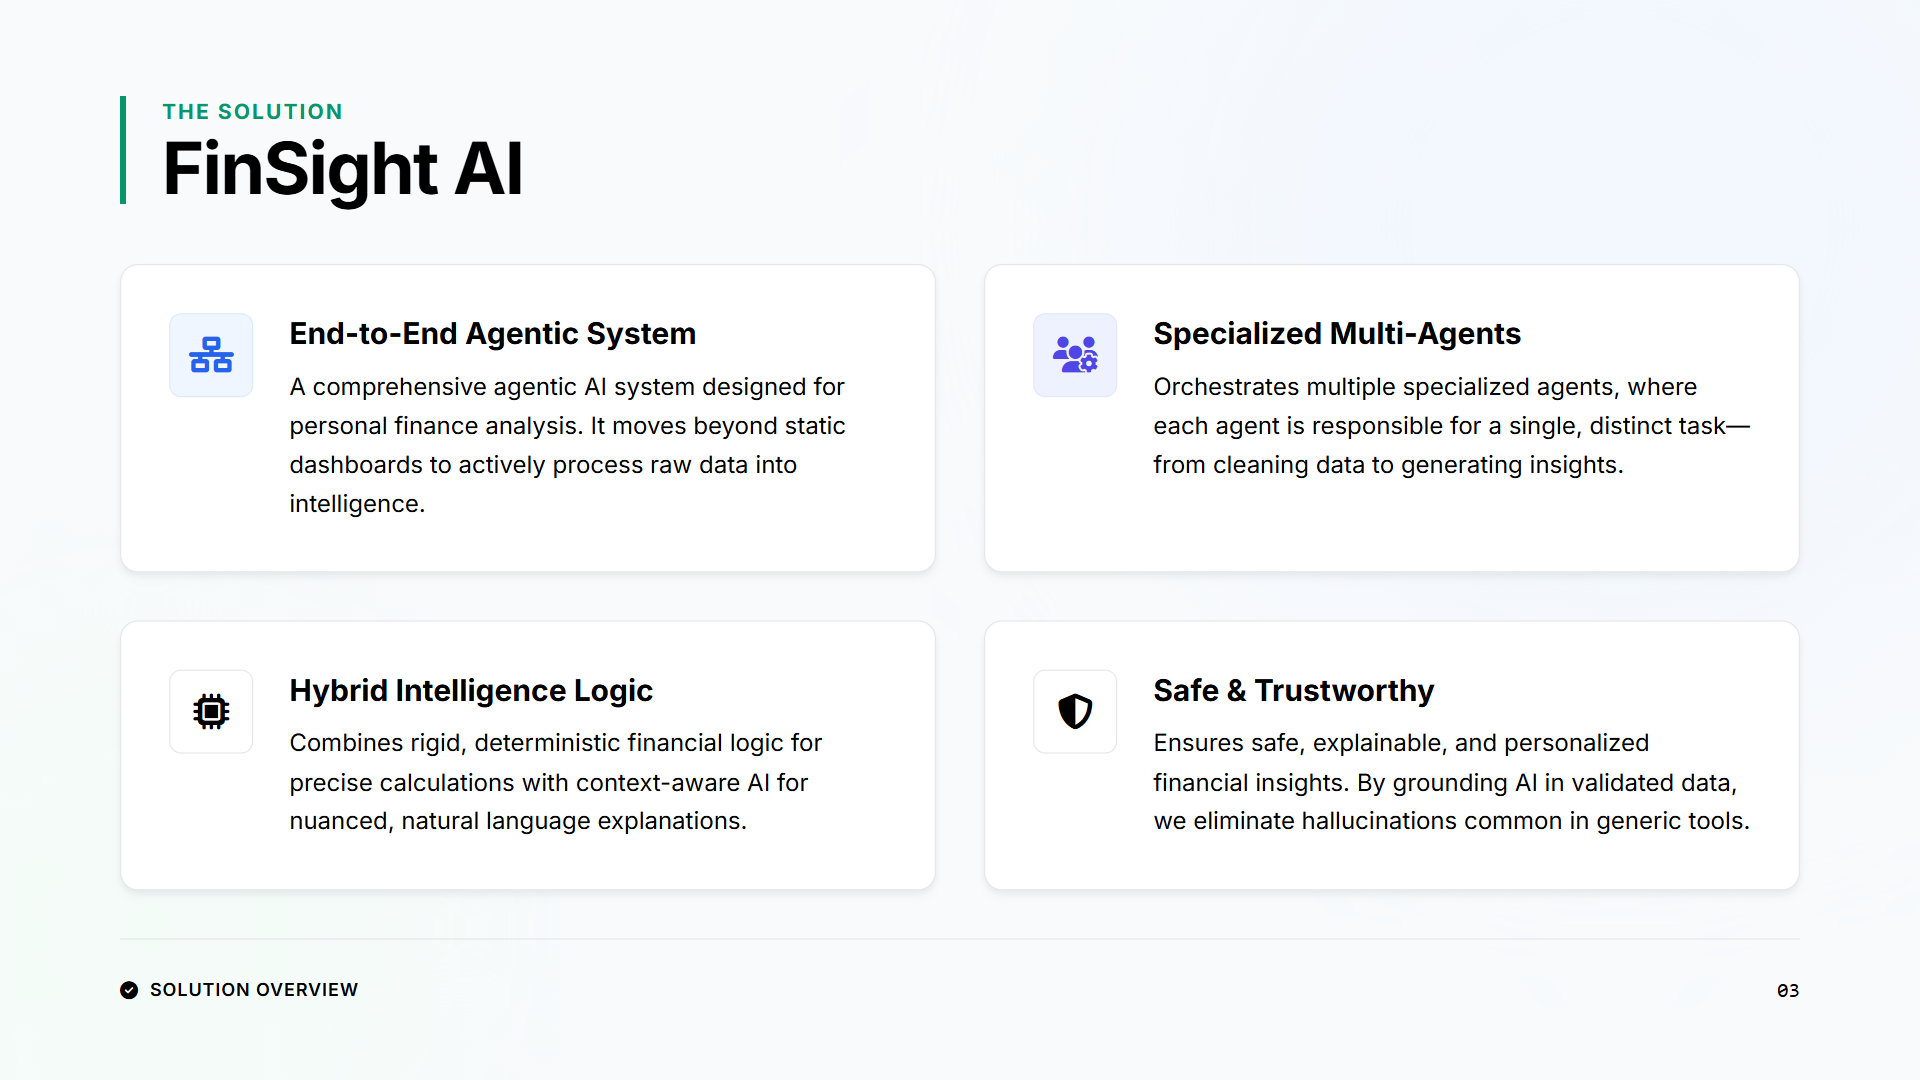 THE SOLUTION
FinSight AI
End-to-End Agentic System
A comprehensive agentic AI system designed for
personal finance analysis. It moves beyond static
dashboards to actively process raw data into
intelligence.
Specialized Multi-Agents
Orchestrates multiple specialized agents, where
each agent is responsible for a single, distinct task—
from cleaning data to generating insights.
Hybrid Intelligence Logic
Combines rigid, deterministic financial logic for
precise calculations with context-aware AI for
nuanced, natural language explanations.
Safe & Trustworthy
Ensures safe, explainable, and personalized
financial insights. By grounding AI in validated data,
we eliminate hallucinations common in generic tools.
SOLUTION OVERVIEW
03